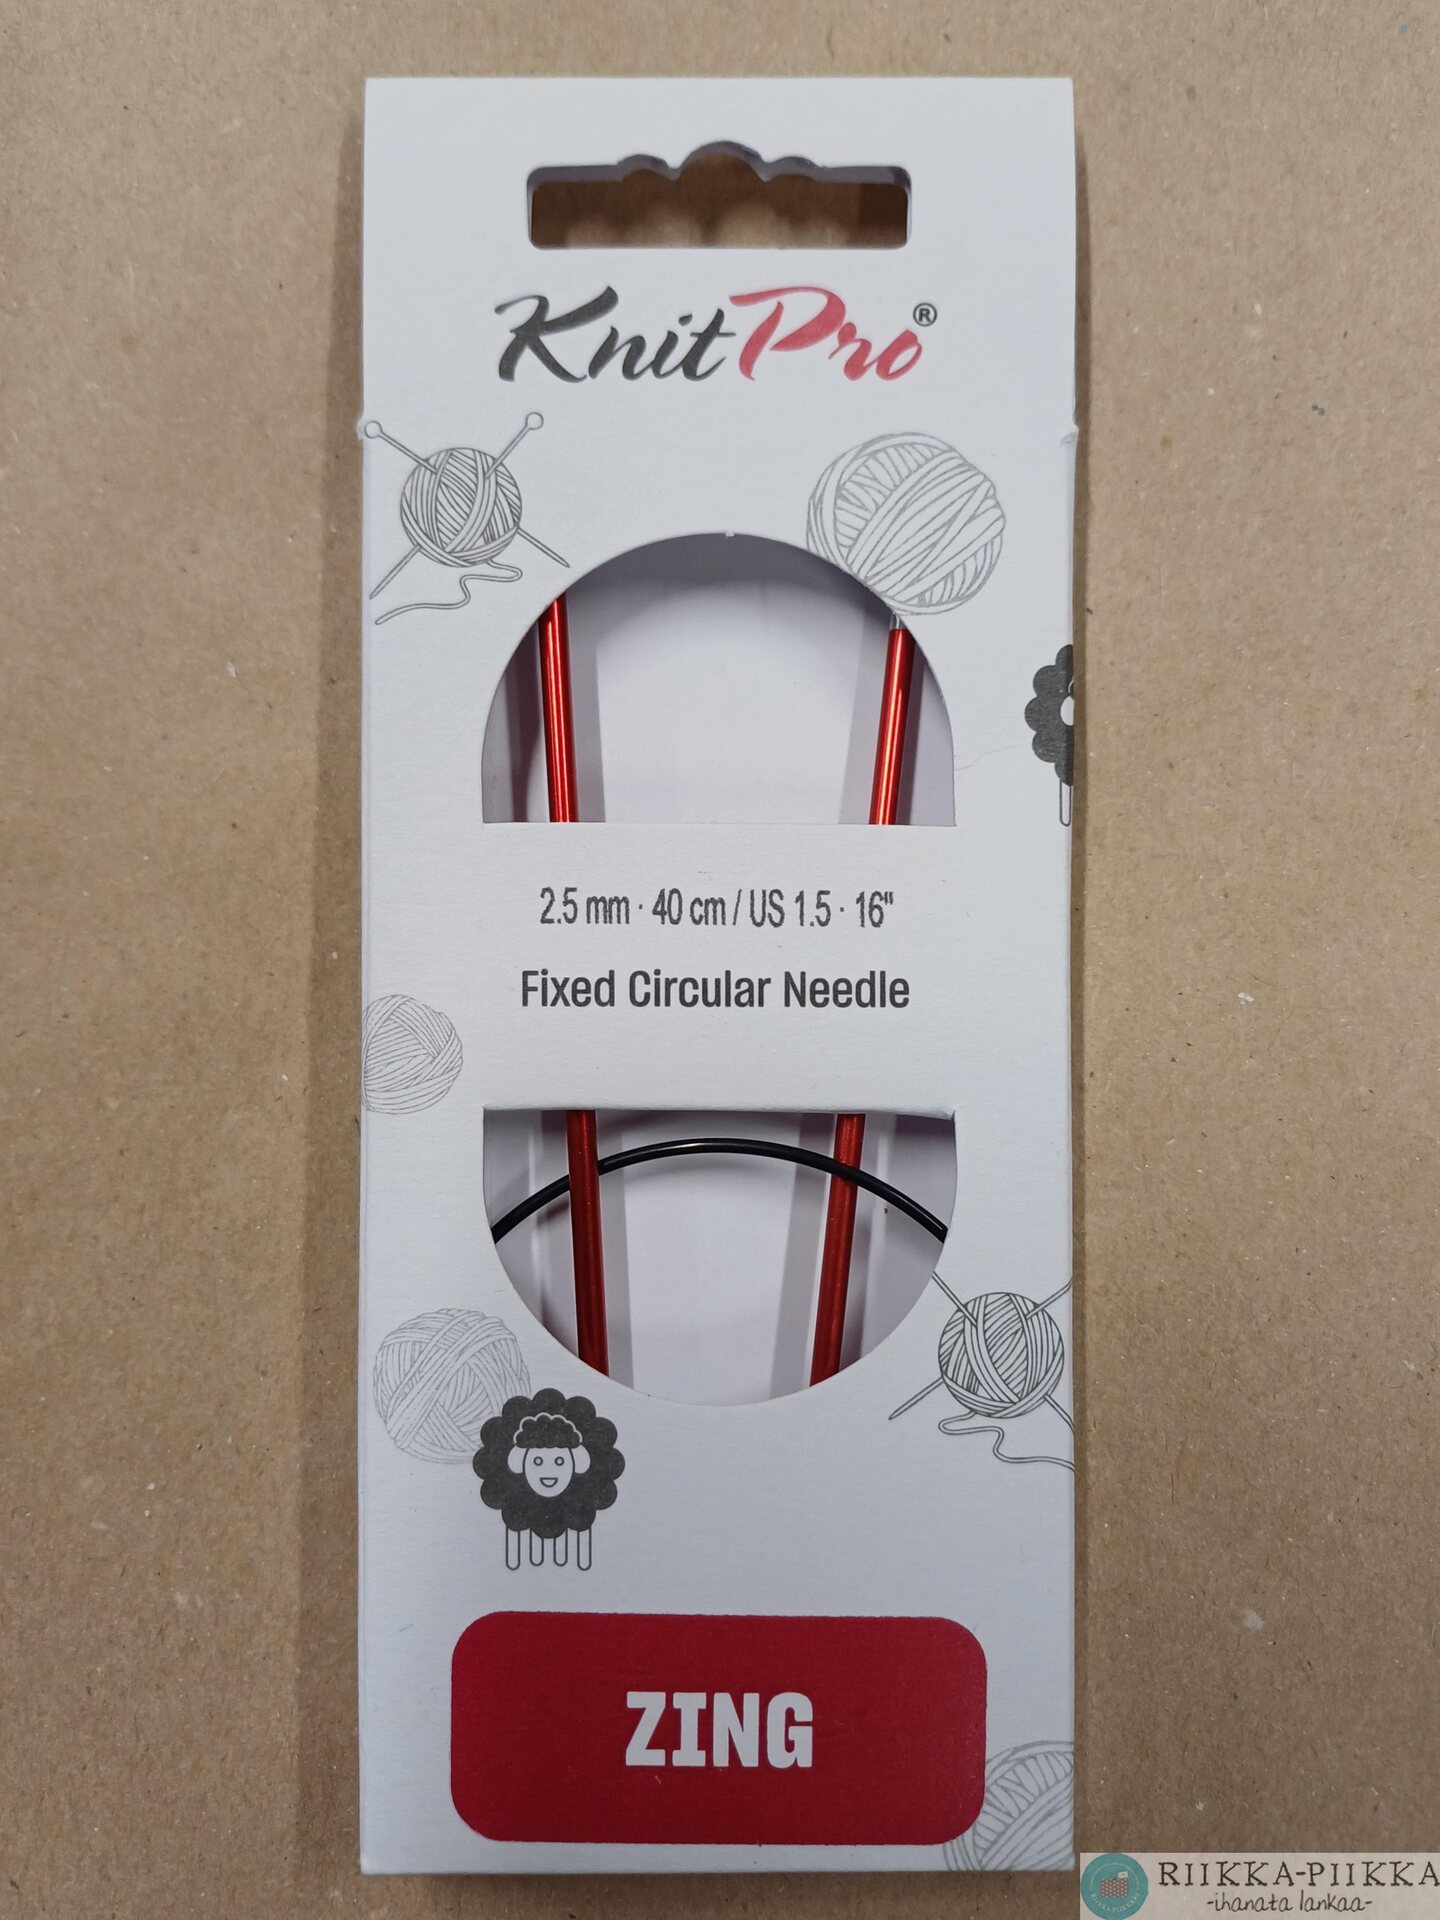 KnitPro®
2.5 mm · 40 cm / US 1.5 · 16"
Fixed Circular Needle
ZING
RIIKKA-PIIKKA
-ihanata lankaa-